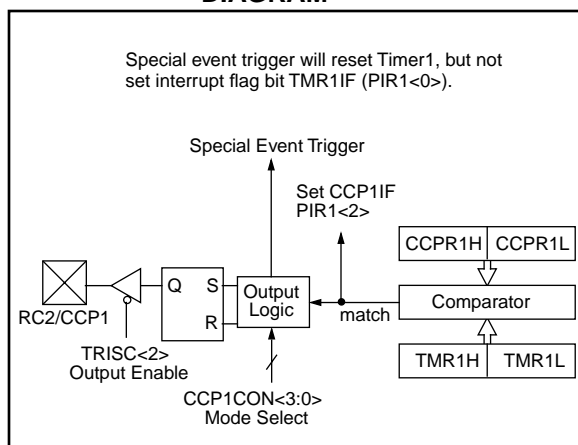 DIAGRAM
Special event trigger will reset Timer1, but not
set interrupt flag bit TMR1IF (PIR1<0>).
Special Event Trigger
Set CCP1IF
PIR1<2>
CCPR1H CCPR1L
Q S Output
Logic
R
match
Comparator
RC2/CCP1
TRISC<2>
Output Enable
TMR1H TMR1L
CCP1CON<3:0>
Mode Select